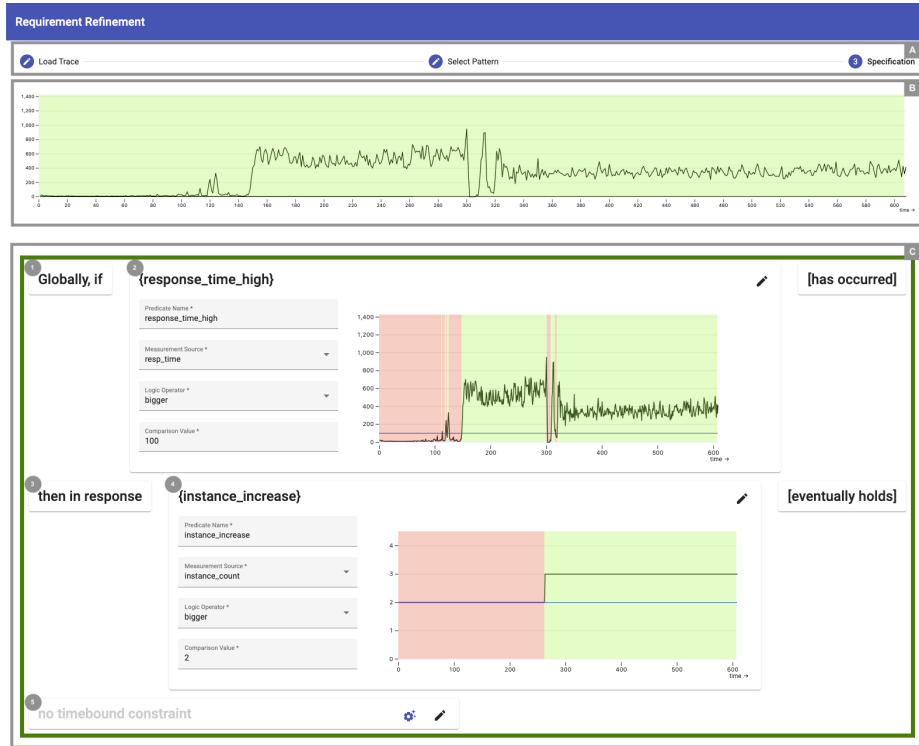 Requirement Refinement
A
Load Trace
Select Pattern
3 Specification
B
1,400
1,200
1,000
800
600
400
200
0
0 20 40 60 80 100 120 140 160 180 200 220 240 260 280 300 320 340 360 380 400 420 440 460 480 500 520 540 560 580 600
time →
C
1
Globally, if
2
{response_time_high}
[has occurred]
Predicate Name *
response_time_high
Measurement Source *
resp_time
Logic Operator *
bigger
Comparison Value *
100
1,400
1,200
1,000
800
600
400
200
0
0 100 200 300 400 500 600
time →
3
then in response
4
{instance_increase}
[eventually holds]
Predicate Name *
instance_increase
Measurement Source *
instance_count
Logic Operator *
bigger
Comparison Value *
2
4
3
2
1
0
0 100 200 300 400 500 600
time →
5
no timebound constraint